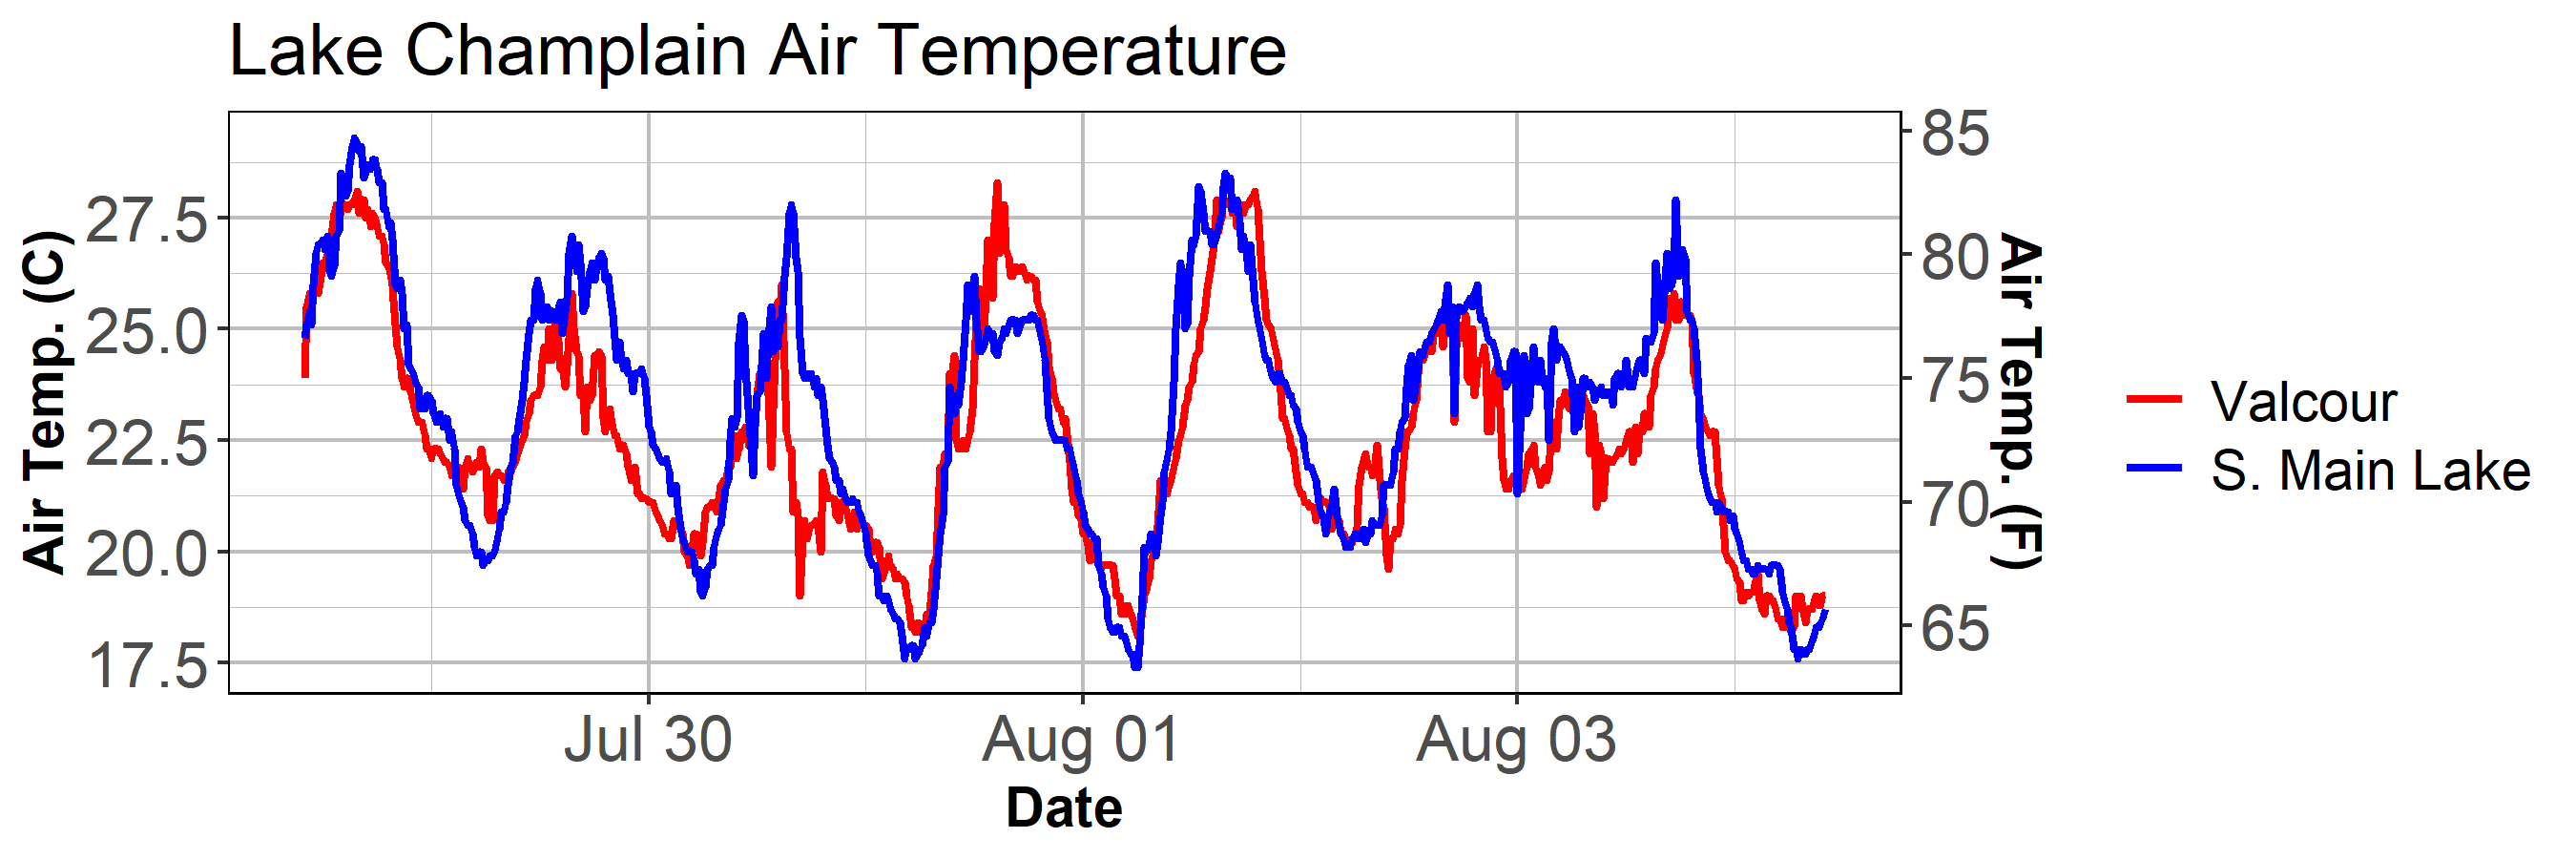 Lake Champlain Air Temperature
Air Temp. (C)
27.5
25.0
22.5
20.0
17.5
85
80
75
70
65
Air Temp. (F)
Jul 30
Aug 01
Aug 03
Date
Valcour
S. Main Lake